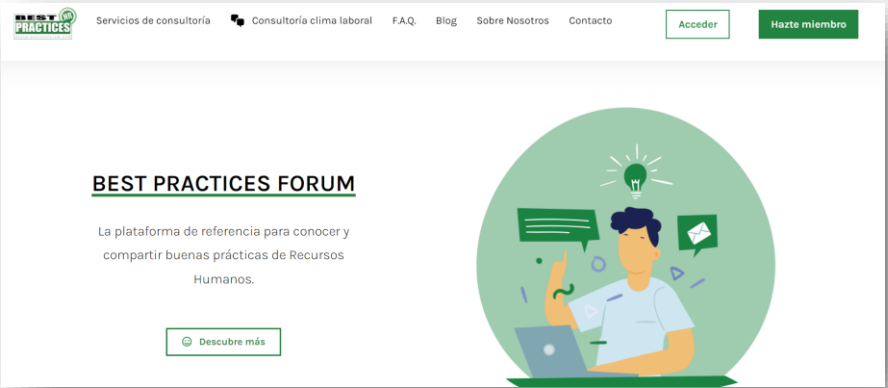 BEST HR
PRACTICES
Servicios de consultoría
Consultoría clima laboral
F.A.Q.
Blog
Sobre Nosotros
Contacto
Acceder
Hazte miembro
BEST PRACTICES FORUM
La plataforma de referencia para conocer y
compartir buenas prácticas de Recursos
Humanos.
Descubre más